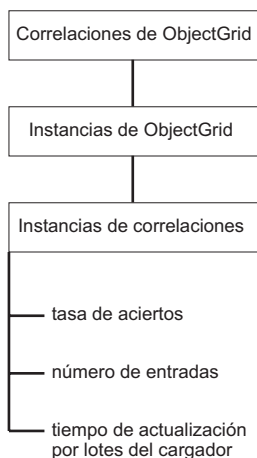 Correlaciones de ObjectGrid
Instancias de ObjectGrid
Instancias de correlaciones
tasa de aciertos
número de entradas
tiempo de actualización
por lotes del cargador